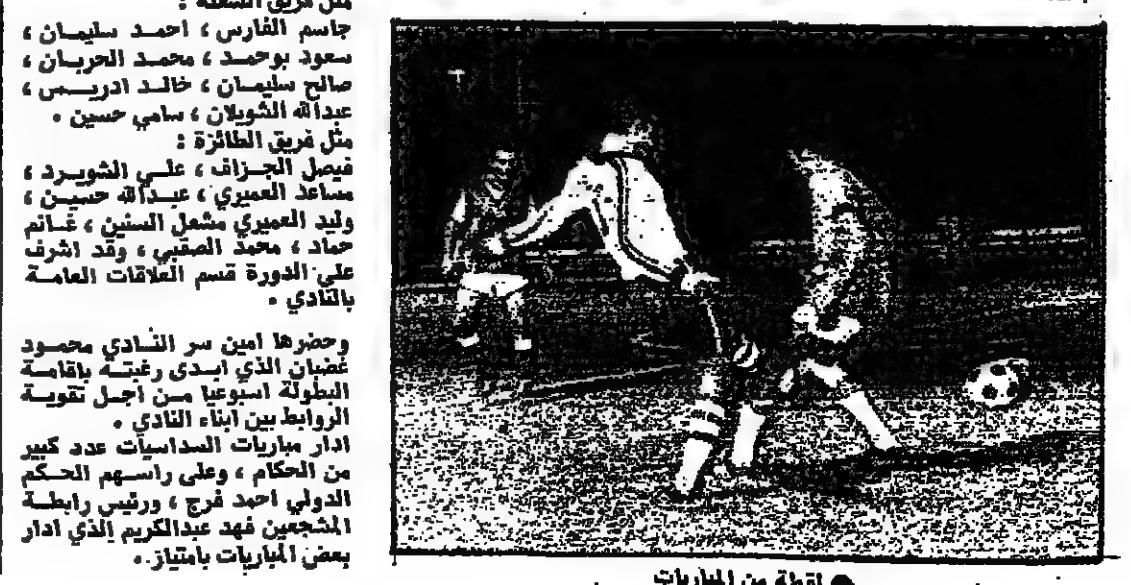 مثل فريق الشعلة :
جاسم الفارس ، احمد سليمان ،
سعود بوحمد ، محمد الحربان ،
صالح سليمان ، خالد ادريس ،
عبدالله الشويلان ، سامي حسين .
مثل فريق الطائرة :
فيصل الجزاف ، علي الشويرد ،
مساعد العميري ، عبدالله حسين ،
وليد العميري مشعل السنين ، غانم
حماد ، محمد الصقبي ، وقد اشرف
على الدورة قسم العلاقات العامة
بالنادي .
وحضرها امين سر النادي محمود
غضبان الذي ابدى رغبته باقامة
البطولة اسبوعيا من اجل تقوية
الروابط بين ابناء النادي .
ادار مباريات السداسيات عدد كبير
من الحكام ، وعلى راسهم الحكم
الدولي احمد فرج ، ورئيس رابطة
المشجعين فهد عبدالكريم الذي ادار
بعض المباريات بامتياز .
● لقطة من المباريات